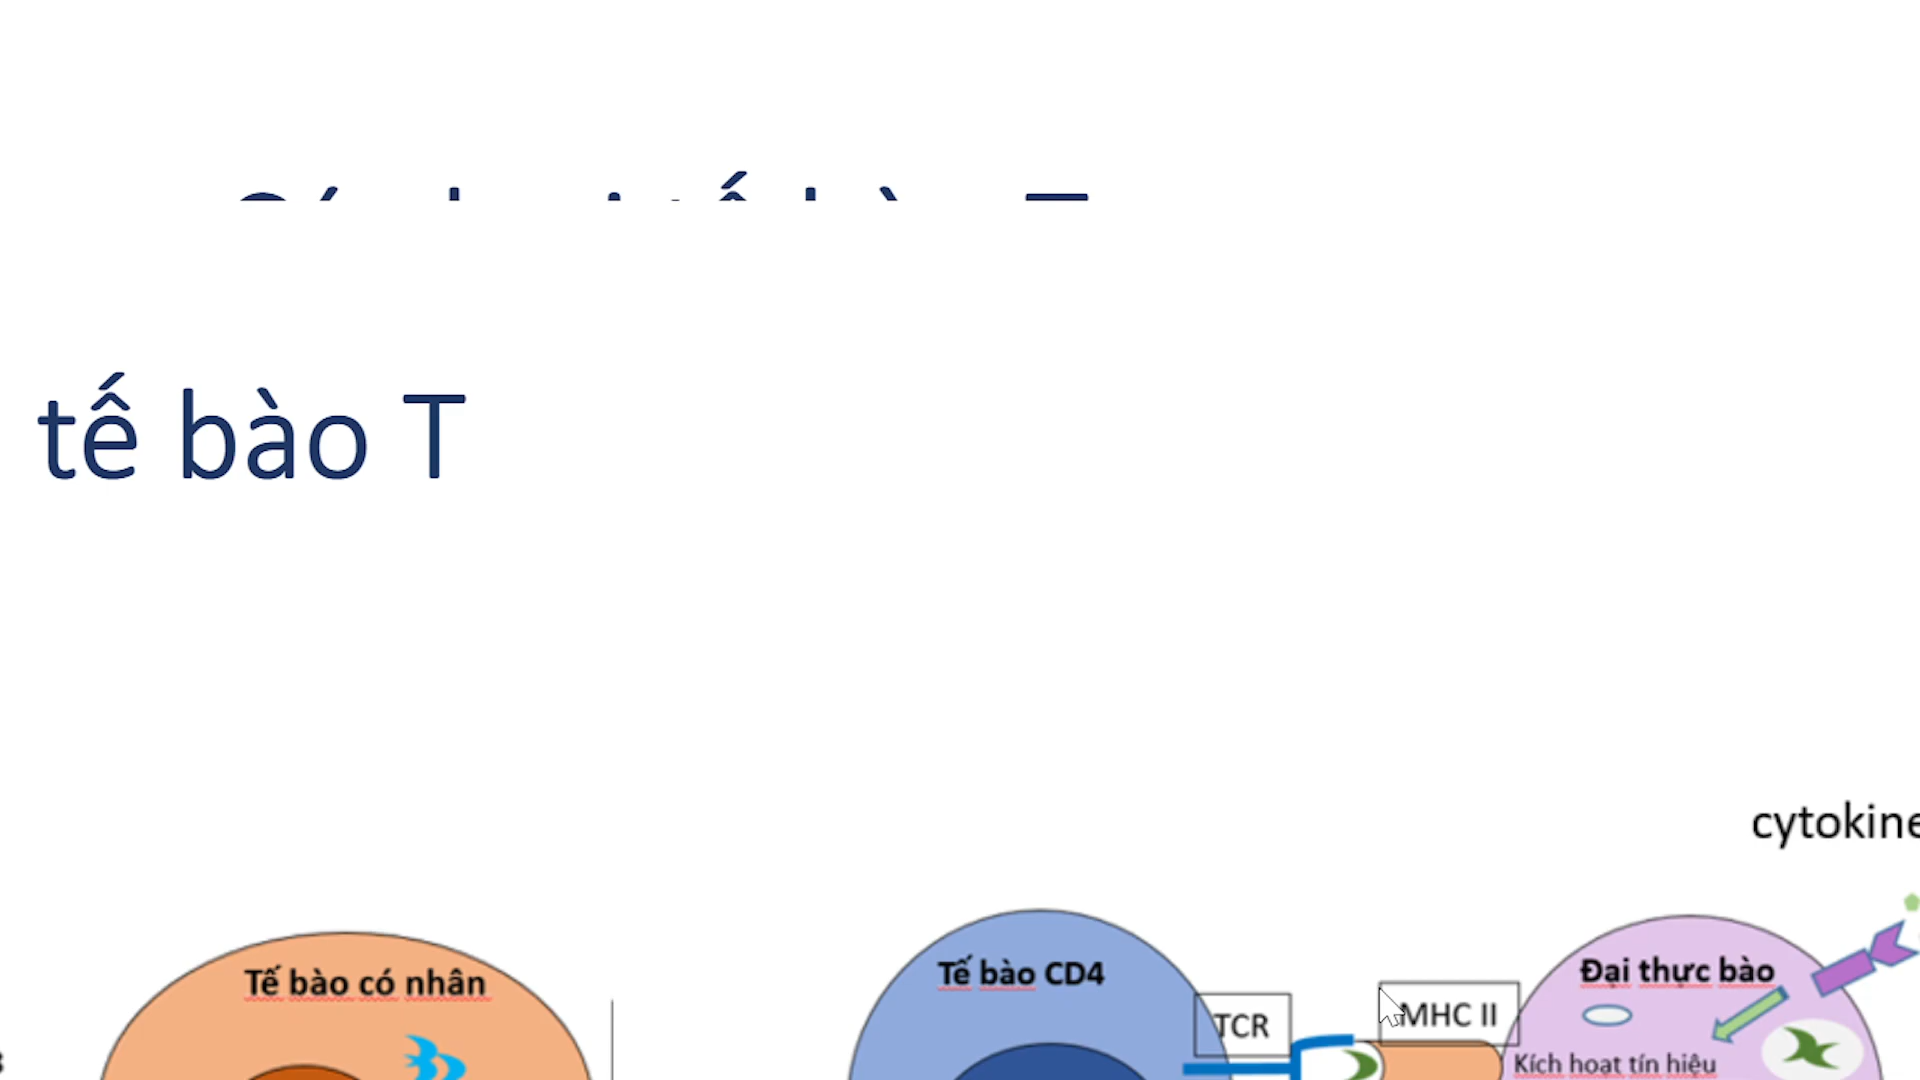 tế bào T
cytokine
Tế bào có nhân
Tế bào CD4
Đại thực bào
TCR
MHC II
Kích hoạt tín hiệu